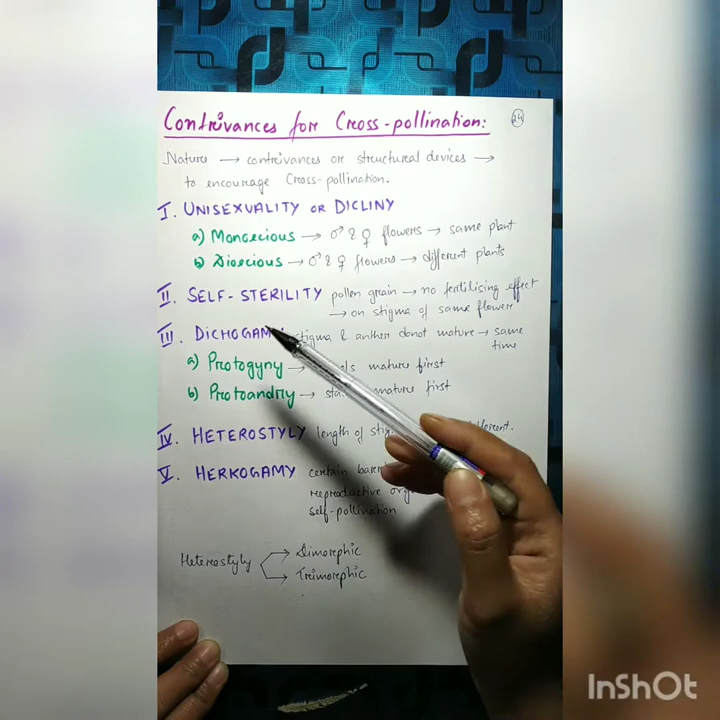 Contrivances for Cross-pollination: 24
Nature → contrivances or structural devices →
to encourage Cross-pollination.
I. UNISEXUALITY OR DICLINY
a) Monoecious → ♂ & ♀ flowers → same plant
b) Dioecious → ♂ & ♀ flowers → different plants
II. SELF-STERILITY pollen grain → no fertilising effect
→ on stigma of same flower
III. DICHOGAM stigma & anther donot mature → same
time
a) Protogyny → mature first
b) Protoandry → mature first
IV. HETEROSTYLY length of
V. HERKOGAMY certain
reproductive
self-pollination
Heterostyly Dimorphic
Trimorphic
InShOt